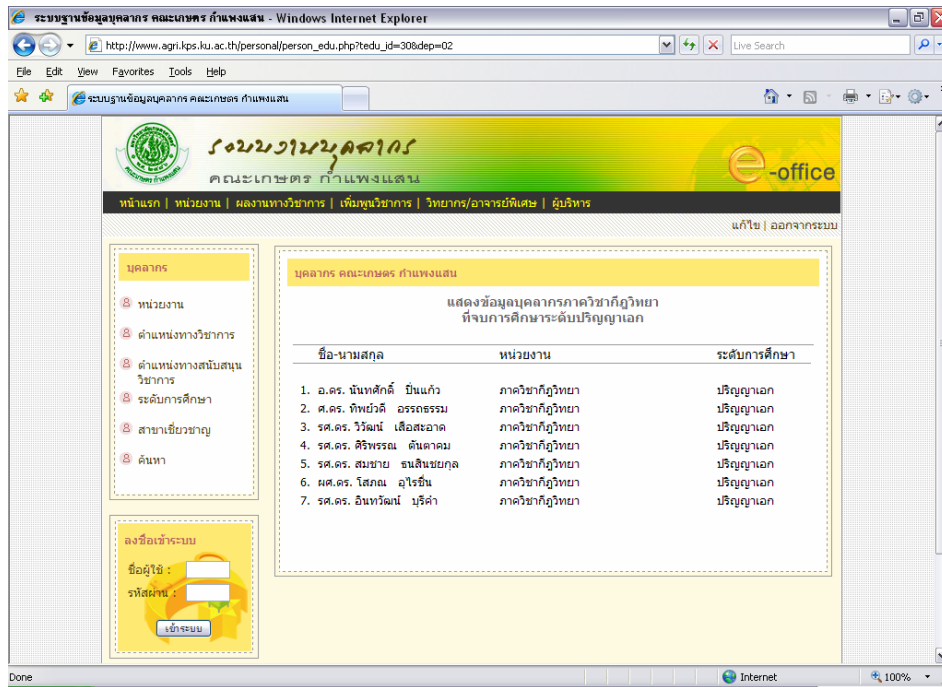 ระบบฐานข้อมูลบุคลากร คณะเกษตร กำแพงแสน - Windows Internet Explorer
http://www.agri.kps.ku.ac.th/personal/person_edu.php?tedu_id=30&dep=02
Live Search
File Edit View Favorites Tools Help
ระบบฐานข้อมูลบุคลากร คณะเกษตร กำแพงแสน
ระบบงานบุคลากร
คณะเกษตร กำแพงแสน
e-office
หน้าแรก | หน่วยงาน | ผลงานทางวิชาการ | เพิ่มพูนวิชาการ | วิทยากร/อาจารย์พิเศษ | ผู้บริหาร
แก้ไข | ออกจากระบบ
บุคลากร
หน่วยงาน
ตำแหน่งทางวิชาการ
ตำแหน่งทางสนับสนุน
วิชาการ
ระดับการศึกษา
สาขาเชี่ยวชาญ
ค้นหา
ลงชื่อเข้าระบบ
ชื่อผู้ใช้ :
รหัสผ่าน :
เข้าระบบ
บุคลากร คณะเกษตร กำแพงแสน
แสดงข้อมูลบุคลากรภาควิชากีฏวิทยา
ที่จบการศึกษาระดับปริญญาเอก
ชื่อ-นามสกุล หน่วยงาน ระดับการศึกษา
1. อ.ดร. นันทศักดิ์ ปิ่นแก้ว ภาควิชากีฏวิทยา ปริญญาเอก
2. ศ.ดร. ทิพย์วดี อรรถธรรม ภาควิชากีฏวิทยา ปริญญาเอก
3. รศ.ดร. วิวัฒน์ เสือสะอาด ภาควิชากีฏวิทยา ปริญญาเอก
4. รศ.ดร. ศิริพรรณ ตันตาคม ภาควิชากีฏวิทยา ปริญญาเอก
5. รศ.ดร. สมชาย ธนสินชยกุล ภาควิชากีฏวิทยา ปริญญาเอก
6. ผศ.ดร. โสภณ อุไรชื่น ภาควิชากีฏวิทยา ปริญญาเอก
7. รศ.ดร. อินทวัฒน์ บุรีคำ ภาควิชากีฏวิทยา ปริญญาเอก
Done Internet 100%